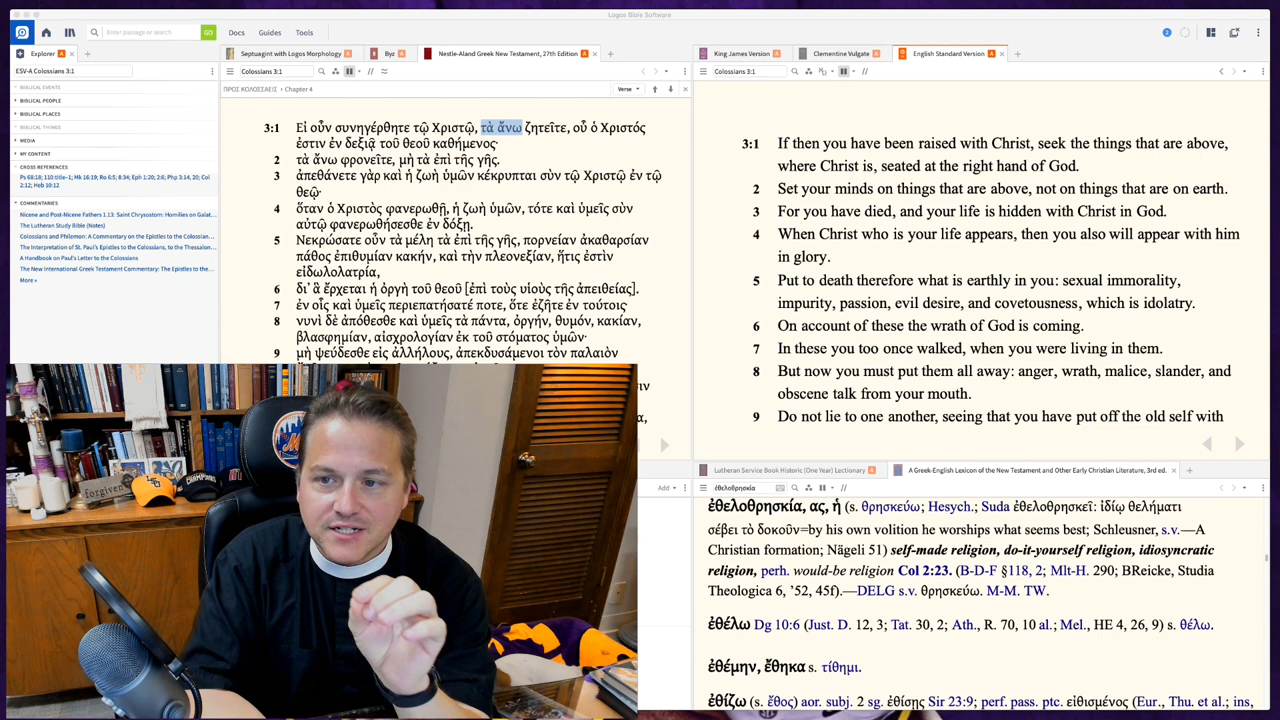 Logos Bible Software
Enter passage or search GO Docs Guides Tools
Explorer A
ESV-A Colossians 3:1
BIBLICAL EVENTS
BIBLICAL PEOPLE
BIBLICAL PLACES
BIBLICAL THINGS
MEDIA
MY CONTENT
CROSS REFERENCES
Ps 68:18; 110:title–1; Mk 16:19; Ro 6:5; 8:34; Eph 1:20; 2:6; Php 3:14, 20; Col
2:12; Heb 10:12
COMMENTARIES
Nicene and Post-Nicene Fathers 1.13: Saint Chrysostom: Homilies on Galat...
The Lutheran Study Bible (Notes)
Colossians and Philemon: A Commentary on the Epistles to the Colossian...
The Interpretation of St. Paul's Epistles to the Colossians, to the Thessalon...
A Handbook on Paul's Letter to the Colossians
The New International Greek Testament Commentary: The Epistles to the...
More »
Septuagint with Logos Morphology A Byz A Nestle-Aland Greek New Testament, 27th Edition A
Colossians 3:1
ΠΡΟΣ ΚΟΛΟΣΣΑΕΙΣ › Chapter 4 Verse
3:1 Εἰ οὖν συνηγέρθητε τῷ Χριστῷ, τὰ ἄνω ζητεῖτε, οὗ ὁ Χριστός
ἐστιν ἐν δεξιᾷ τοῦ θεοῦ καθήμενος·
2 τὰ ἄνω φρονεῖτε, μὴ τὰ ἐπὶ τῆς γῆς.
3 ἀπεθάνετε γὰρ καὶ ἡ ζωὴ ὑμῶν κέκρυπται σὺν τῷ Χριστῷ ἐν τῷ
θεῷ·
4 ὅταν ὁ Χριστὸς φανερωθῇ, ἡ ζωὴ ὑμῶν, τότε καὶ ὑμεῖς σὺν
αὐτῷ φανερωθήσεσθε ἐν δόξῃ.
5 Νεκρώσατε οὖν τὰ μέλη τὰ ἐπὶ τῆς γῆς, πορνείαν ἀκαθαρσίαν
πάθος ἐπιθυμίαν κακήν, καὶ τὴν πλεονεξίαν, ἥτις ἐστὶν
εἰδωλολατρία,
6 δι᾽ ἃ ἔρχεται ἡ ὀργὴ τοῦ θεοῦ [ἐπὶ τοὺς υἱοὺς τῆς ἀπειθείας].
7 ἐν οἷς καὶ ὑμεῖς περιεπατήσατέ ποτε, ὅτε ἐζῆτε ἐν τούτοις·
8 νυνὶ δὲ ἀπόθεσθε καὶ ὑμεῖς τὰ πάντα, ὀργήν, θυμόν, κακίαν,
βλασφημίαν, αἰσχρολογίαν ἐκ τοῦ στόματος ὑμῶν·
9 μὴ ψεύδεσθε εἰς ἀλλήλους, ἀπεκδυσάμενοι τὸν παλαιὸν
King James Version A Clementine Vulgate A English Standard Version A
Colossians 3:1
3:1 If then you have been raised with Christ, seek the things that are above,
where Christ is, seated at the right hand of God.
2 Set your minds on things that are above, not on things that are on earth.
3 For you have died, and your life is hidden with Christ in God.
4 When Christ who is your life appears, then you also will appear with him
in glory.
5 Put to death therefore what is earthly in you: sexual immorality,
impurity, passion, evil desire, and covetousness, which is idolatry.
6 On account of these the wrath of God is coming.
7 In these you too once walked, when you were living in them.
8 But now you must put them all away: anger, wrath, malice, slander, and
obscene talk from your mouth.
9 Do not lie to one another, seeing that you have put off the old self with
Add
Lutheran Service Book Historic (One Year) Lectionary A A Greek-English Lexicon of the New Testament and Other Early Christian Literature, 3rd ed.
ἐθελοθρησκία
ἐθελοθρησκία, ας, ἡ (s. θρησκεύω; Hesych.; Suda ἐθελοθρησκεῖ: ἰδίῳ θελήματι
σέβει τὸ δοκοῦν=by his own volition he worships what seems best; Schleusner, s.v.—A
Christian formation; Nägeli 51) self-made religion, do-it-yourself religion, idiosyncratic
religion, perh. would-be religion Col 2:23. (B-D-F §118, 2; Mlt-H. 290; BReicke, Studia
Theologica 6, '52, 45f).—DELG s.v. θρησκεύω. M-M. TW.
ἐθέλω Dg 10:6 (Just. D. 12, 3; Tat. 30, 2; Ath., R. 70, 10 al.; Mel., HE 4, 26, 9) s. θέλω.
ἐθέμην, ἔθηκα s. τίθημι.
ἐθίζω (s. ἔθος) aor. subj. 2 sg. ἐθίσῃς Sir 23:9; perf. pass. ptc. εἰθισμένος (Eur., Thu. et al.; ins,
Forgiven
CHAMPIONS
Mets